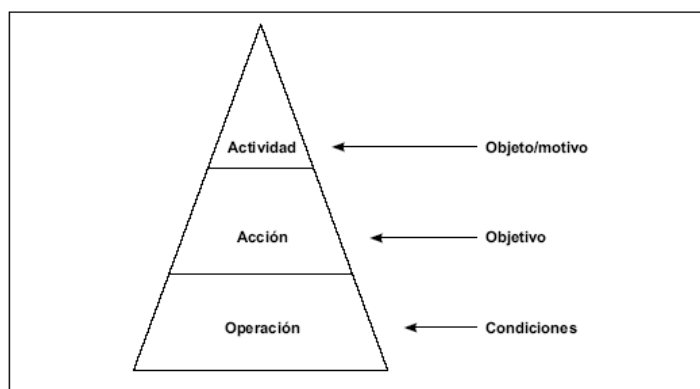 Actividad Objeto/motivo
Acción Objetivo
Operación Condiciones